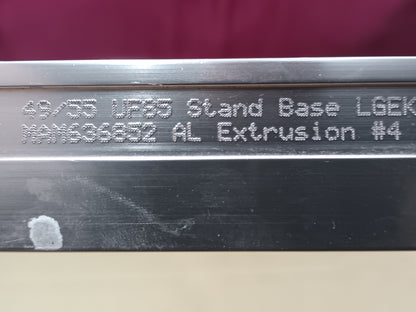 49/55 UF85 Stand Base LGEK
MAM636852 AL Extrusion #4